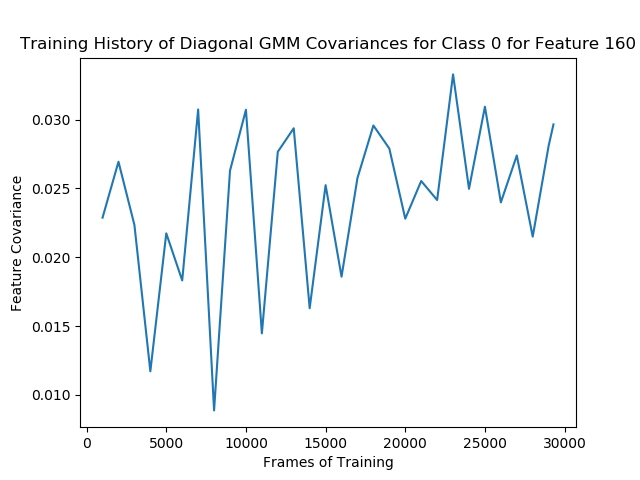 Training History of Diagonal GMM Covariances for Class 0 for Feature 160
0.030
0.025
0.020
0.015
0.010
Feature Covariance
0 5000 10000 15000 20000 25000 30000
Frames of Training